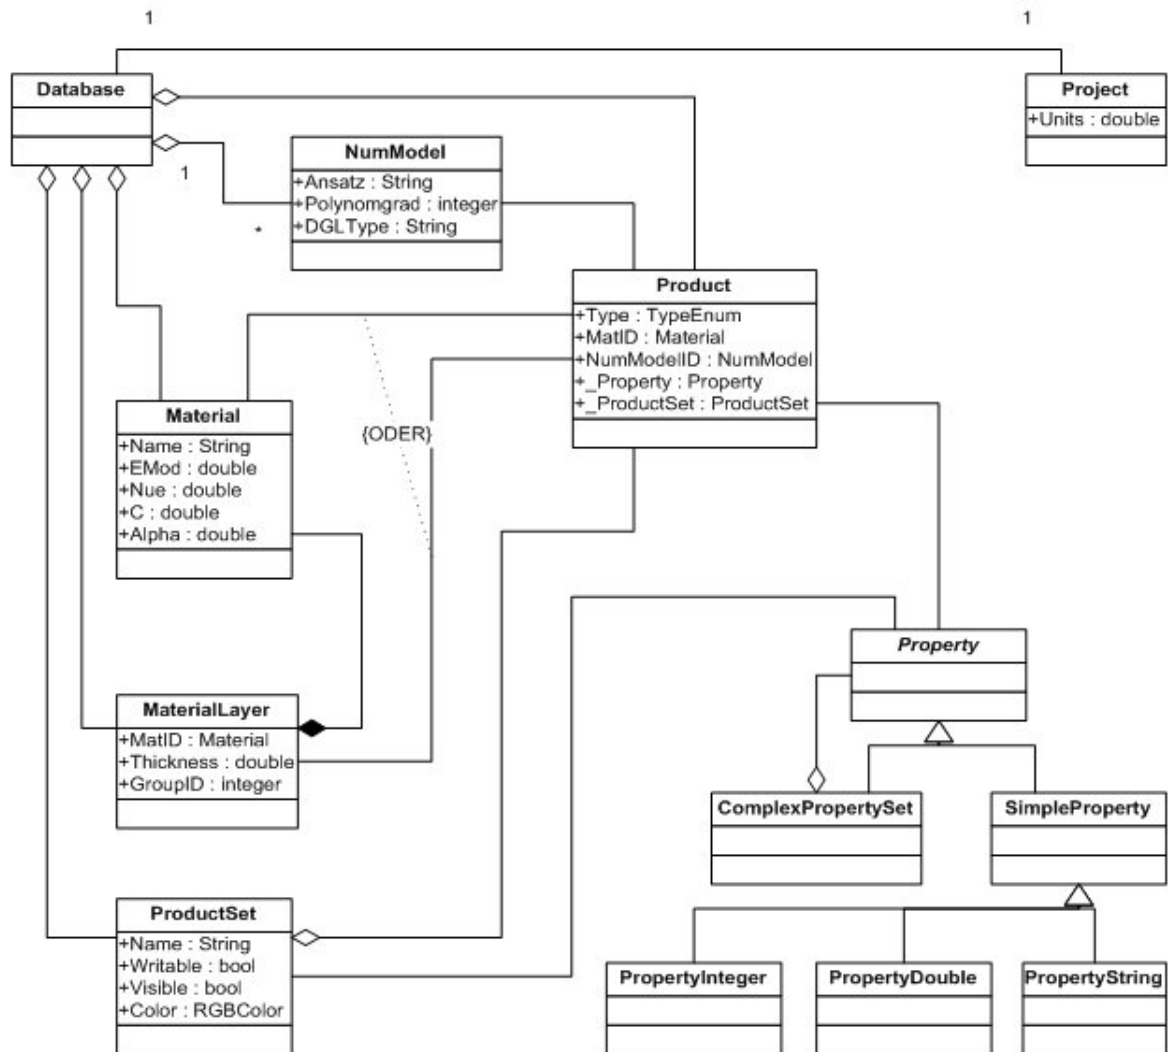 1
1
Database
Project
+Units : double
NumModel
+Ansatz : String
+Polynomgrad : integer
+DGLType : String
1
*
Product
+Type : TypeEnum
+MatID : Material
+NumModelID : NumModel
+_Property : Property
+_ProductSet : ProductSet
Material
+Name : String
+EMod : double
+Nue : double
+C : double
+Alpha : double
{ODER}
Property
MaterialLayer
+MatID : Material
+Thickness : double
+GroupID : integer
ComplexPropertySet
SimpleProperty
ProductSet
+Name : String
+Writable : bool
+Visible : bool
+Color : RGBColor
PropertyInteger
PropertyDouble
PropertyString